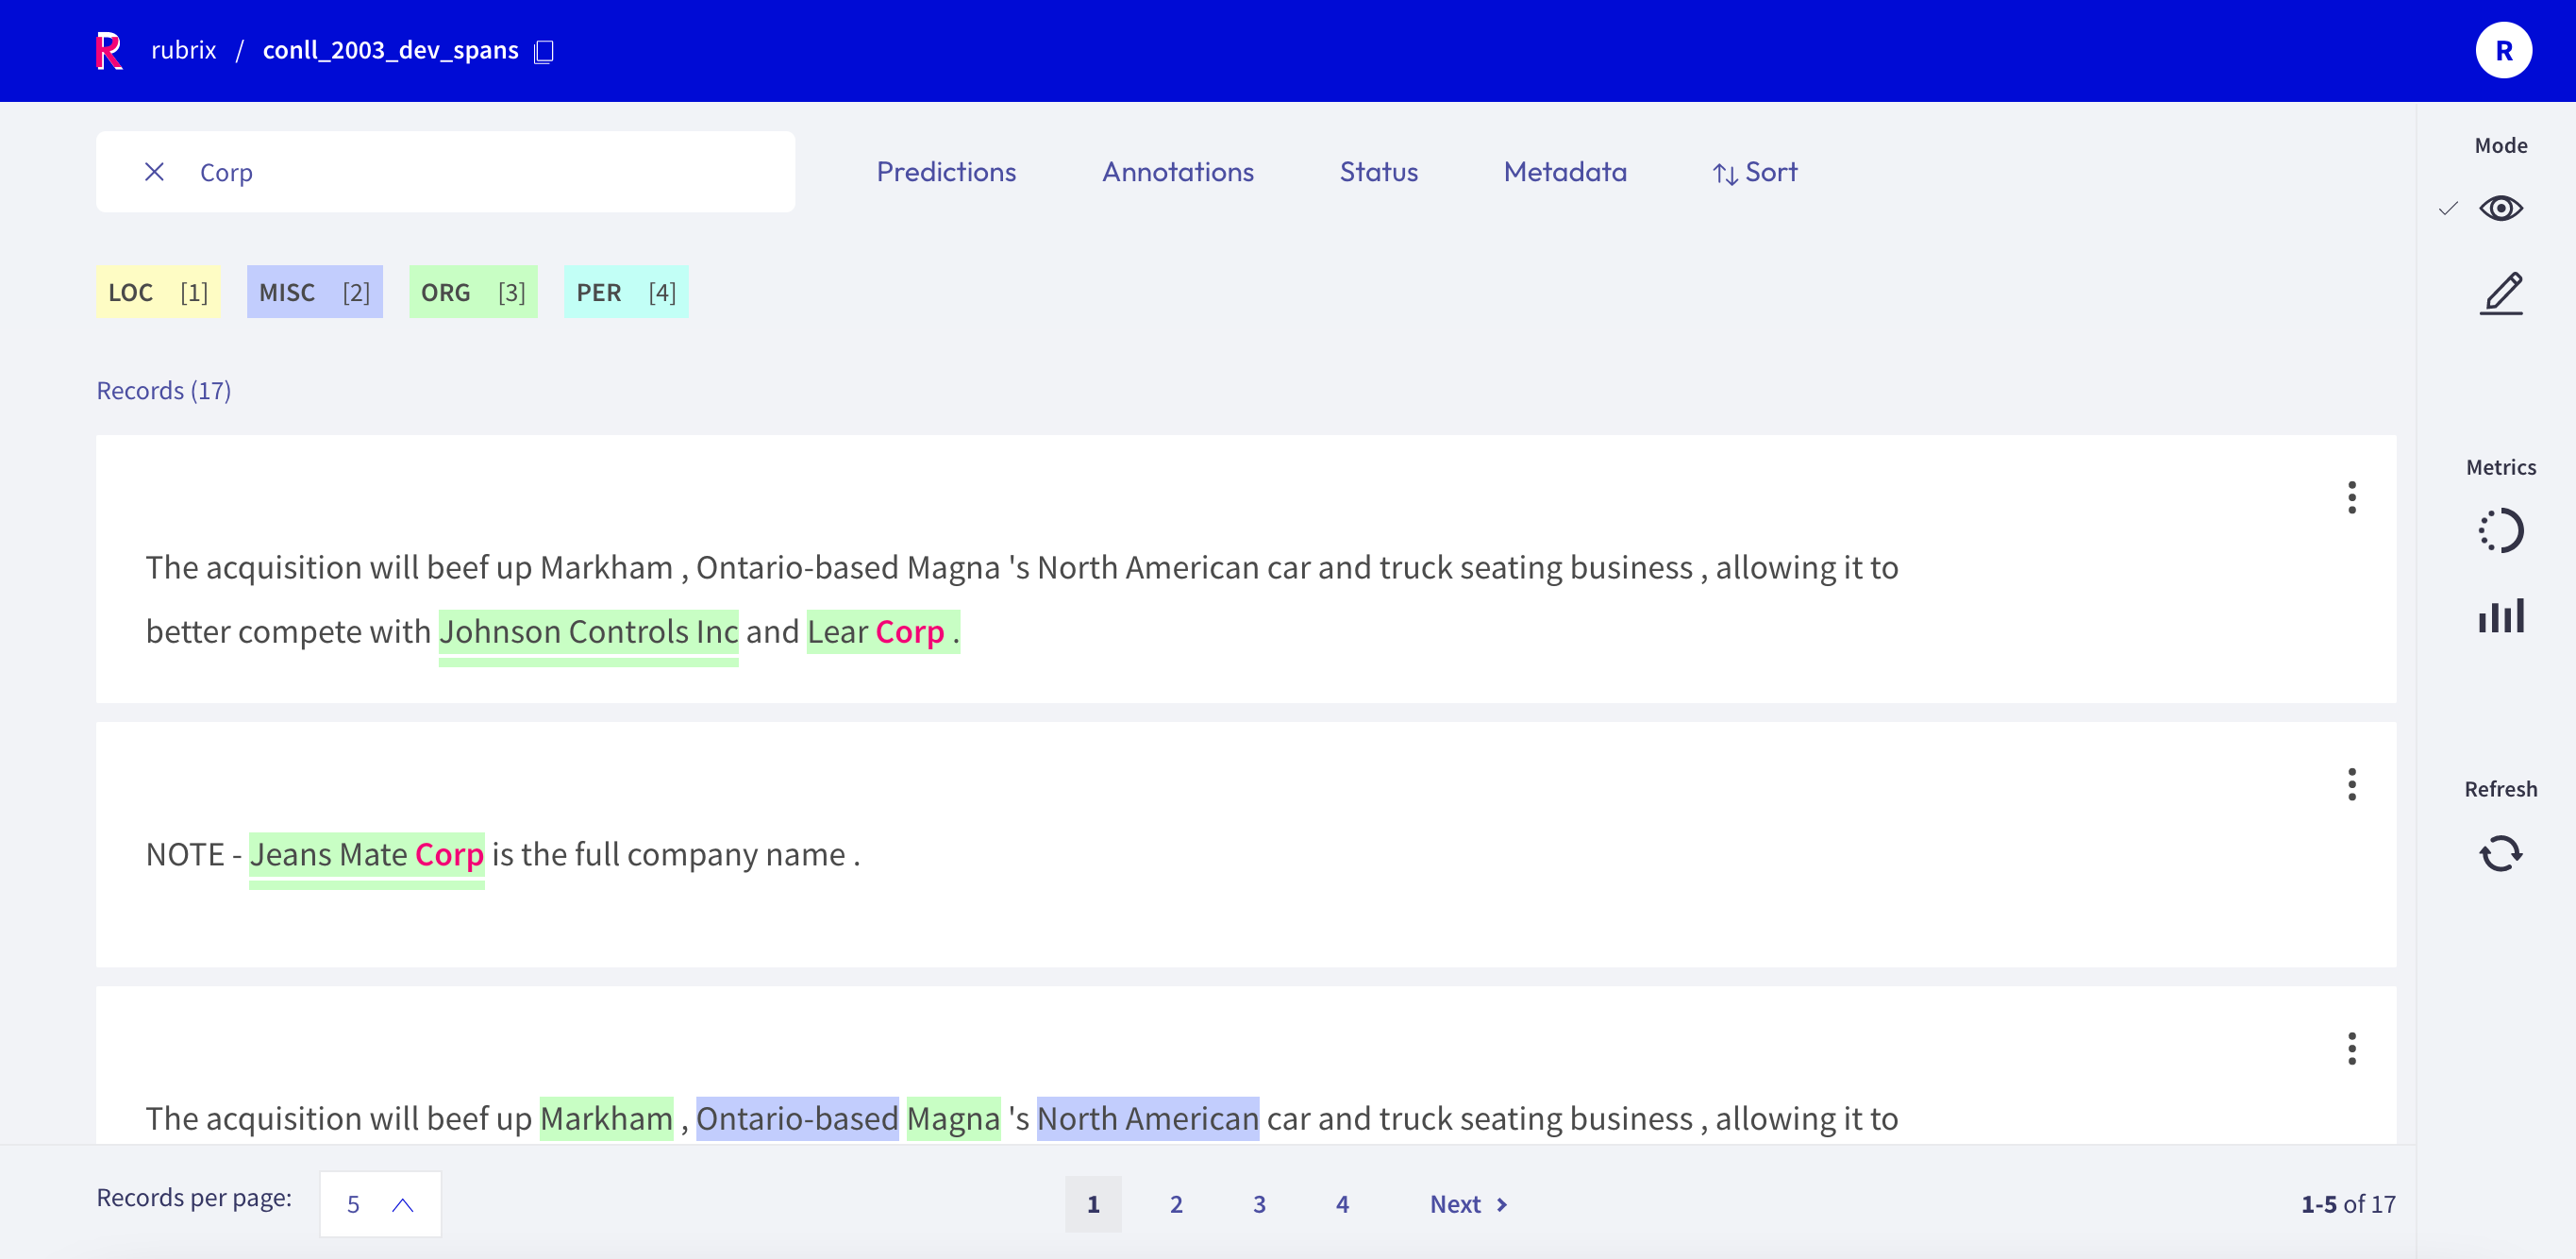 R rubrix / conll_2003_dev_spans R
Corp Predictions Annotations Status Metadata Sort
Mode
LOC [1] MISC [2] ORG [3] PER [4]
Records (17)
Metrics
The acquisition will beef up Markham , Ontario-based Magna 's North American car and truck seating business , allowing it to
better compete with Johnson Controls Inc and Lear Corp .
Refresh
NOTE - Jeans Mate Corp is the full company name .
The acquisition will beef up Markham , Ontario-based Magna 's North American car and truck seating business , allowing it to
Records per page: 5 1 2 3 4 Next 1-5 of 17